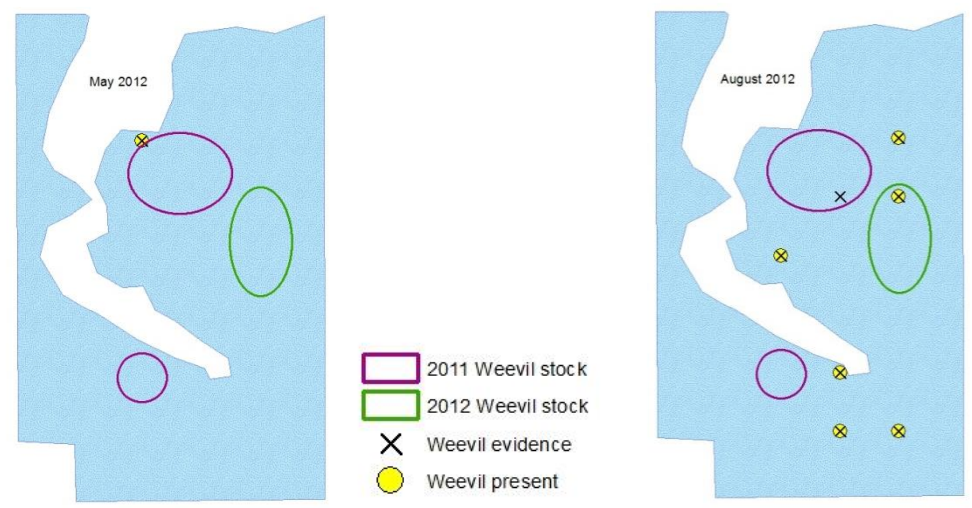 May 2012
August 2012
2011 Weevil stock
2012 Weevil stock
Weevil evidence
Weevil present